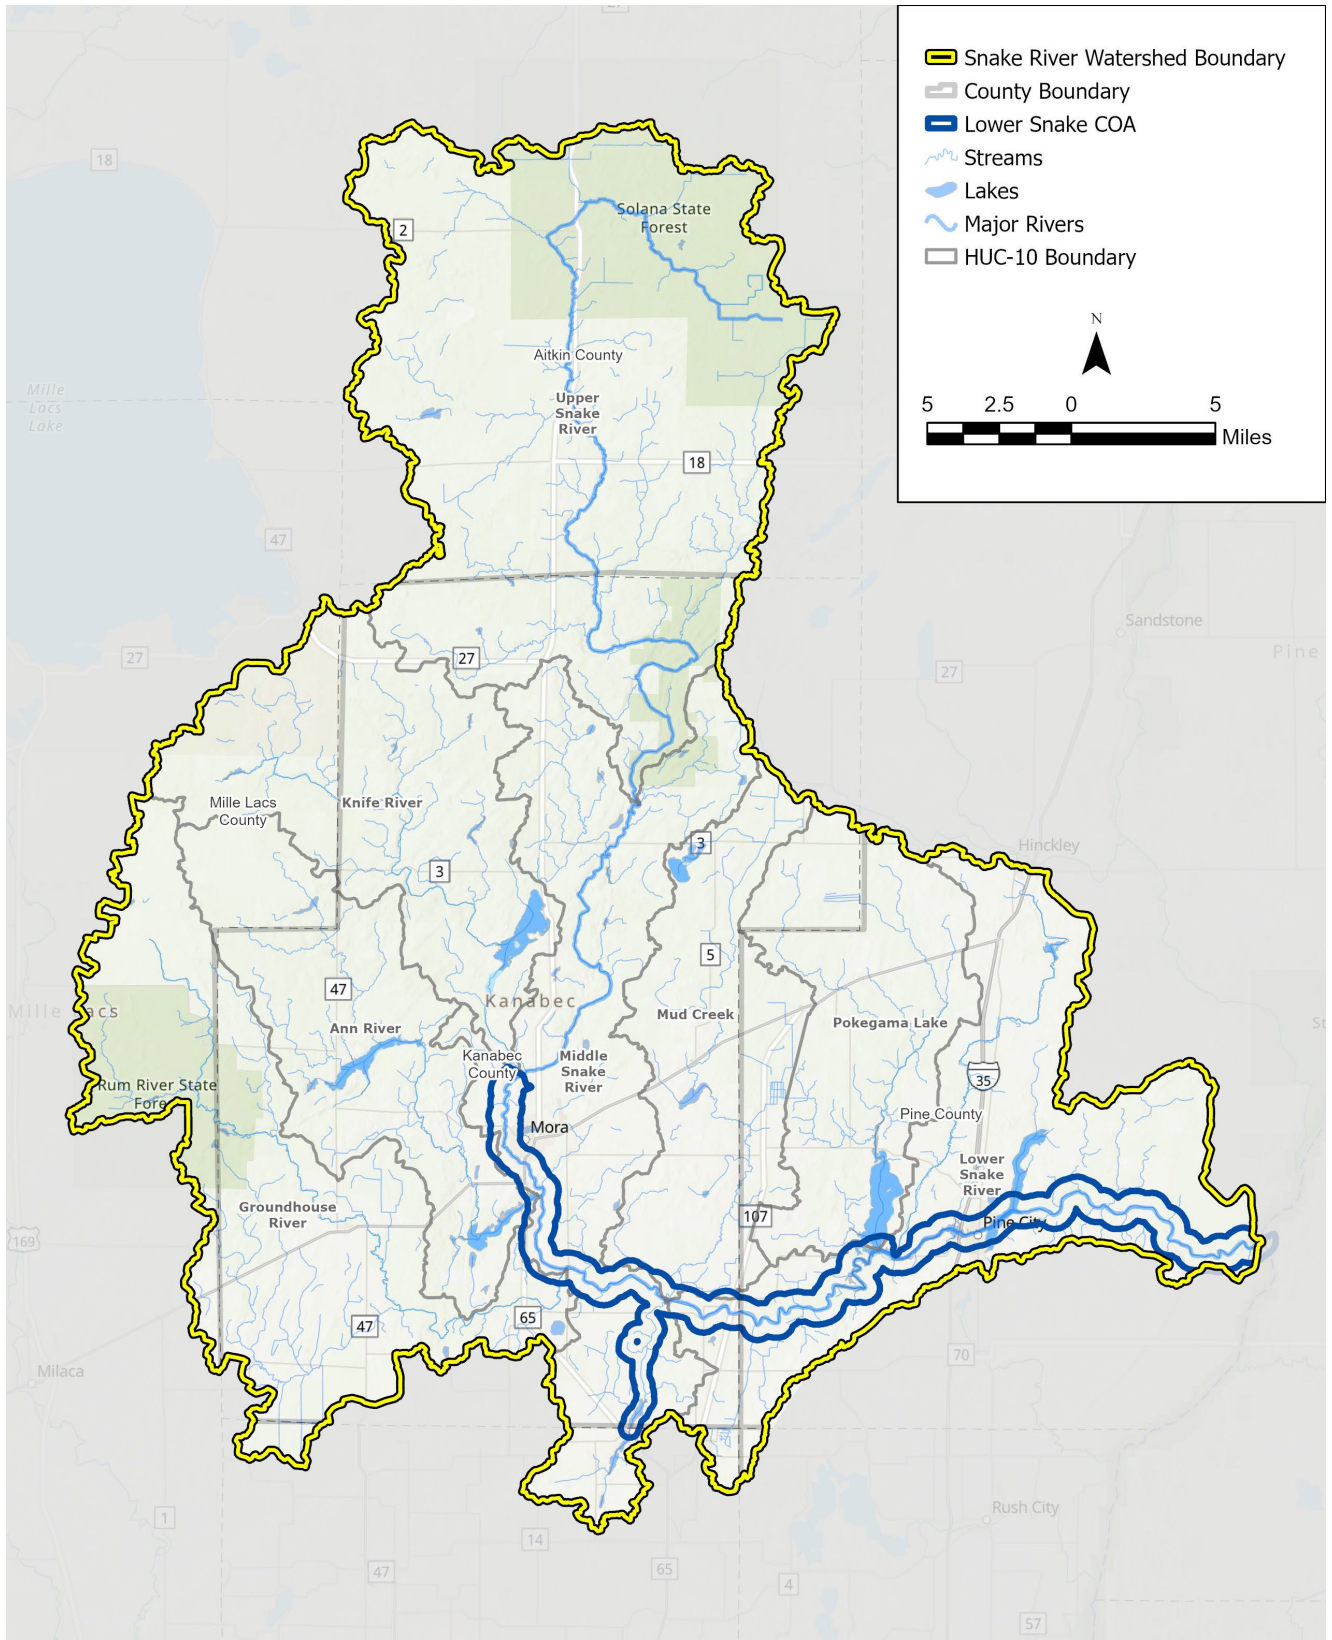 27
Snake River Watershed Boundary
County Boundary
Lower Snake COA
Streams
Lakes
Major Rivers
HUC-10 Boundary
N
5 2.5 0 5
Miles
18
Solana State
Forest
2
Aitkin County
Mille
Lacs
Lake
Upper
Snake
River
18
47
Sandstone
27
27
27
Pine
Mille Lacs
County
Knife River
3
3
Hinckley
5
47
Kanabec
Mille Lacs
Ann River
Mud Creek
Pokegama Lake
St
Kanabec
County
Middle
Snake
River
35
Rum River State
Fore
Mora
Pine County
Lower
Snake
River
Groundhouse
River
107
Pine City
169
65
47
70
Milaca
Rush City
1
14
47
65
4
57